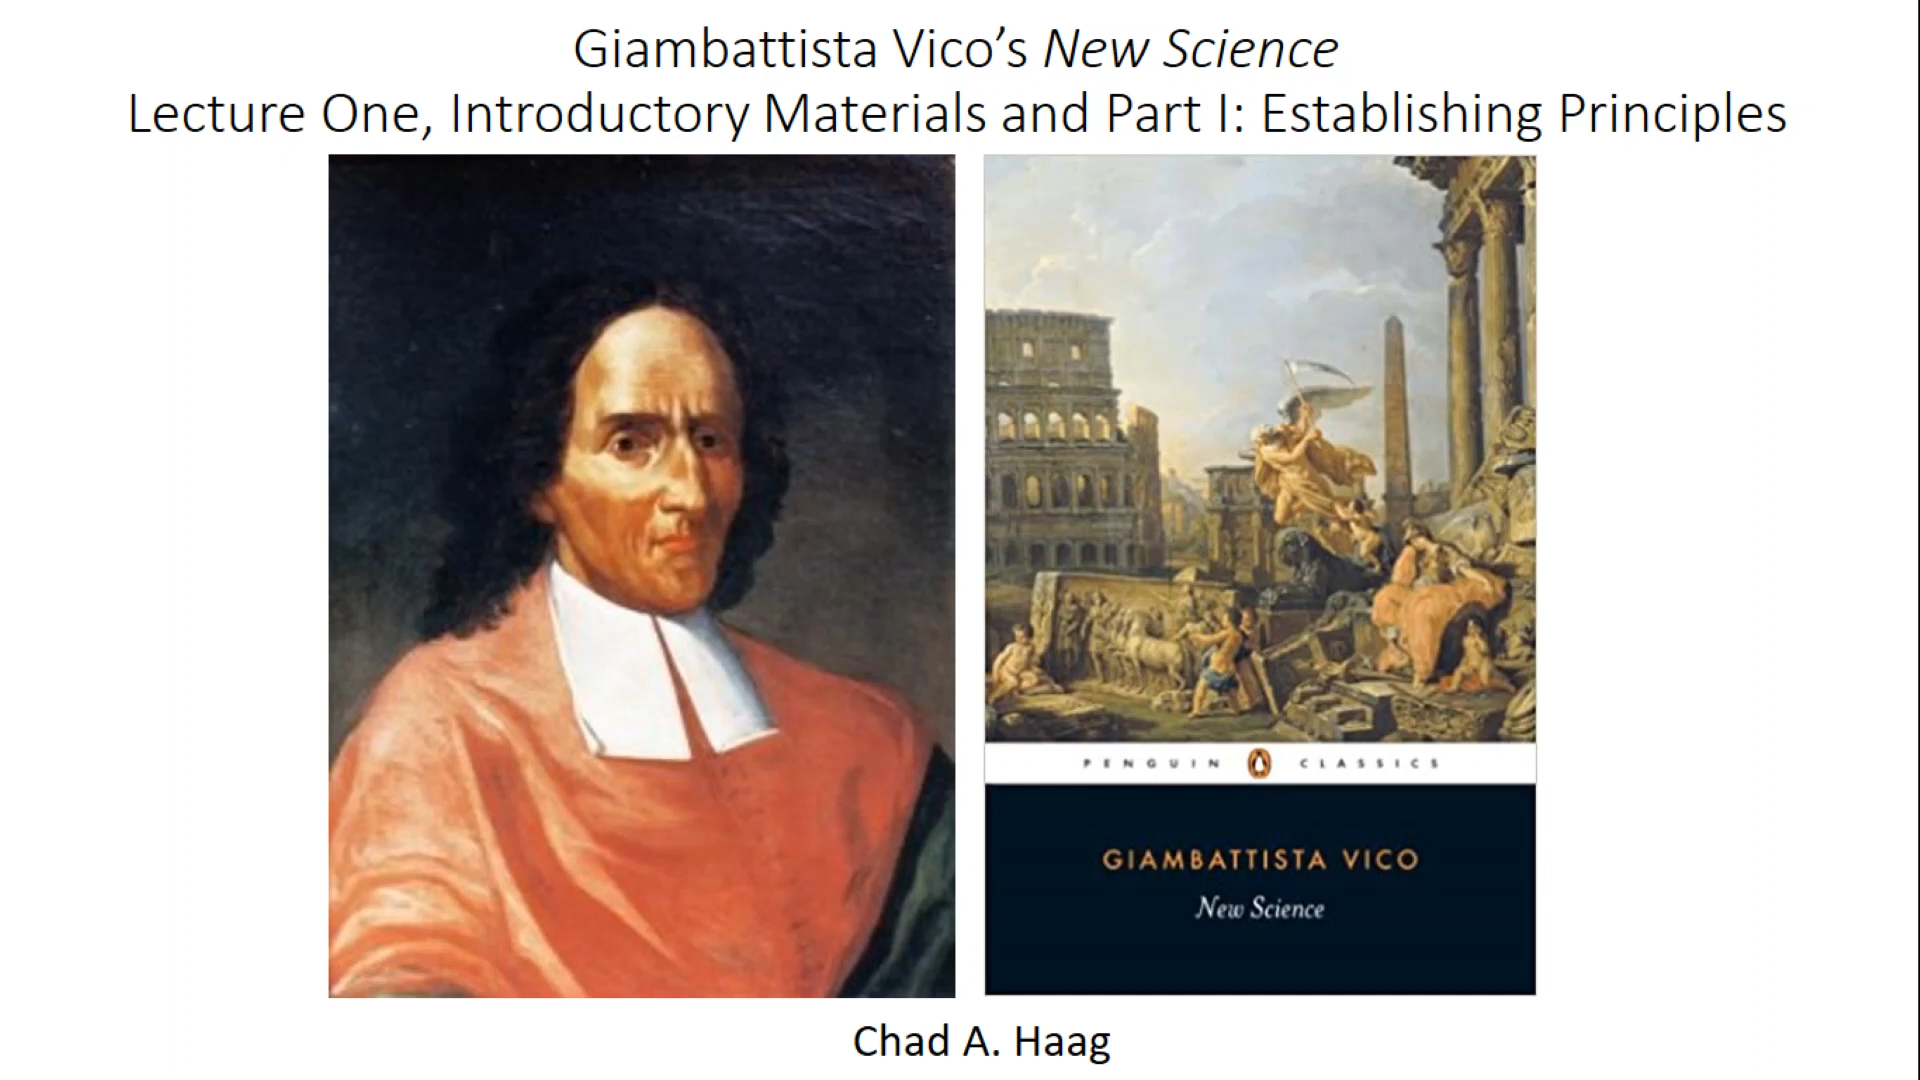 Giambattista Vico’s New Science
Lecture One, Introductory Materials and Part I: Establishing Principles
PENGUIN CLASSICS
GIAMBATTISTA VICO
New Science
Chad A. Haag